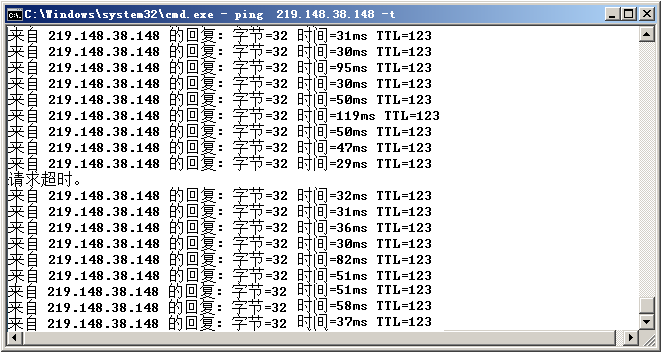 C:\Windows\system32\cmd.exe - ping 219.148.38.148 -t
来自 219.148.38.148 的回复: 字节=32 时间=31ms TTL=123
来自 219.148.38.148 的回复: 字节=32 时间=30ms TTL=123
来自 219.148.38.148 的回复: 字节=32 时间=95ms TTL=123
来自 219.148.38.148 的回复: 字节=32 时间=30ms TTL=123
来自 219.148.38.148 的回复: 字节=32 时间=50ms TTL=123
来自 219.148.38.148 的回复: 字节=32 时间=119ms TTL=123
来自 219.148.38.148 的回复: 字节=32 时间=50ms TTL=123
来自 219.148.38.148 的回复: 字节=32 时间=47ms TTL=123
来自 219.148.38.148 的回复: 字节=32 时间=29ms TTL=123
请求超时。
来自 219.148.38.148 的回复: 字节=32 时间=32ms TTL=123
来自 219.148.38.148 的回复: 字节=32 时间=31ms TTL=123
来自 219.148.38.148 的回复: 字节=32 时间=36ms TTL=123
来自 219.148.38.148 的回复: 字节=32 时间=30ms TTL=123
来自 219.148.38.148 的回复: 字节=32 时间=82ms TTL=123
来自 219.148.38.148 的回复: 字节=32 时间=51ms TTL=123
来自 219.148.38.148 的回复: 字节=32 时间=51ms TTL=123
来自 219.148.38.148 的回复: 字节=32 时间=58ms TTL=123
来自 219.148.38.148 的回复: 字节=32 时间=37ms TTL=123